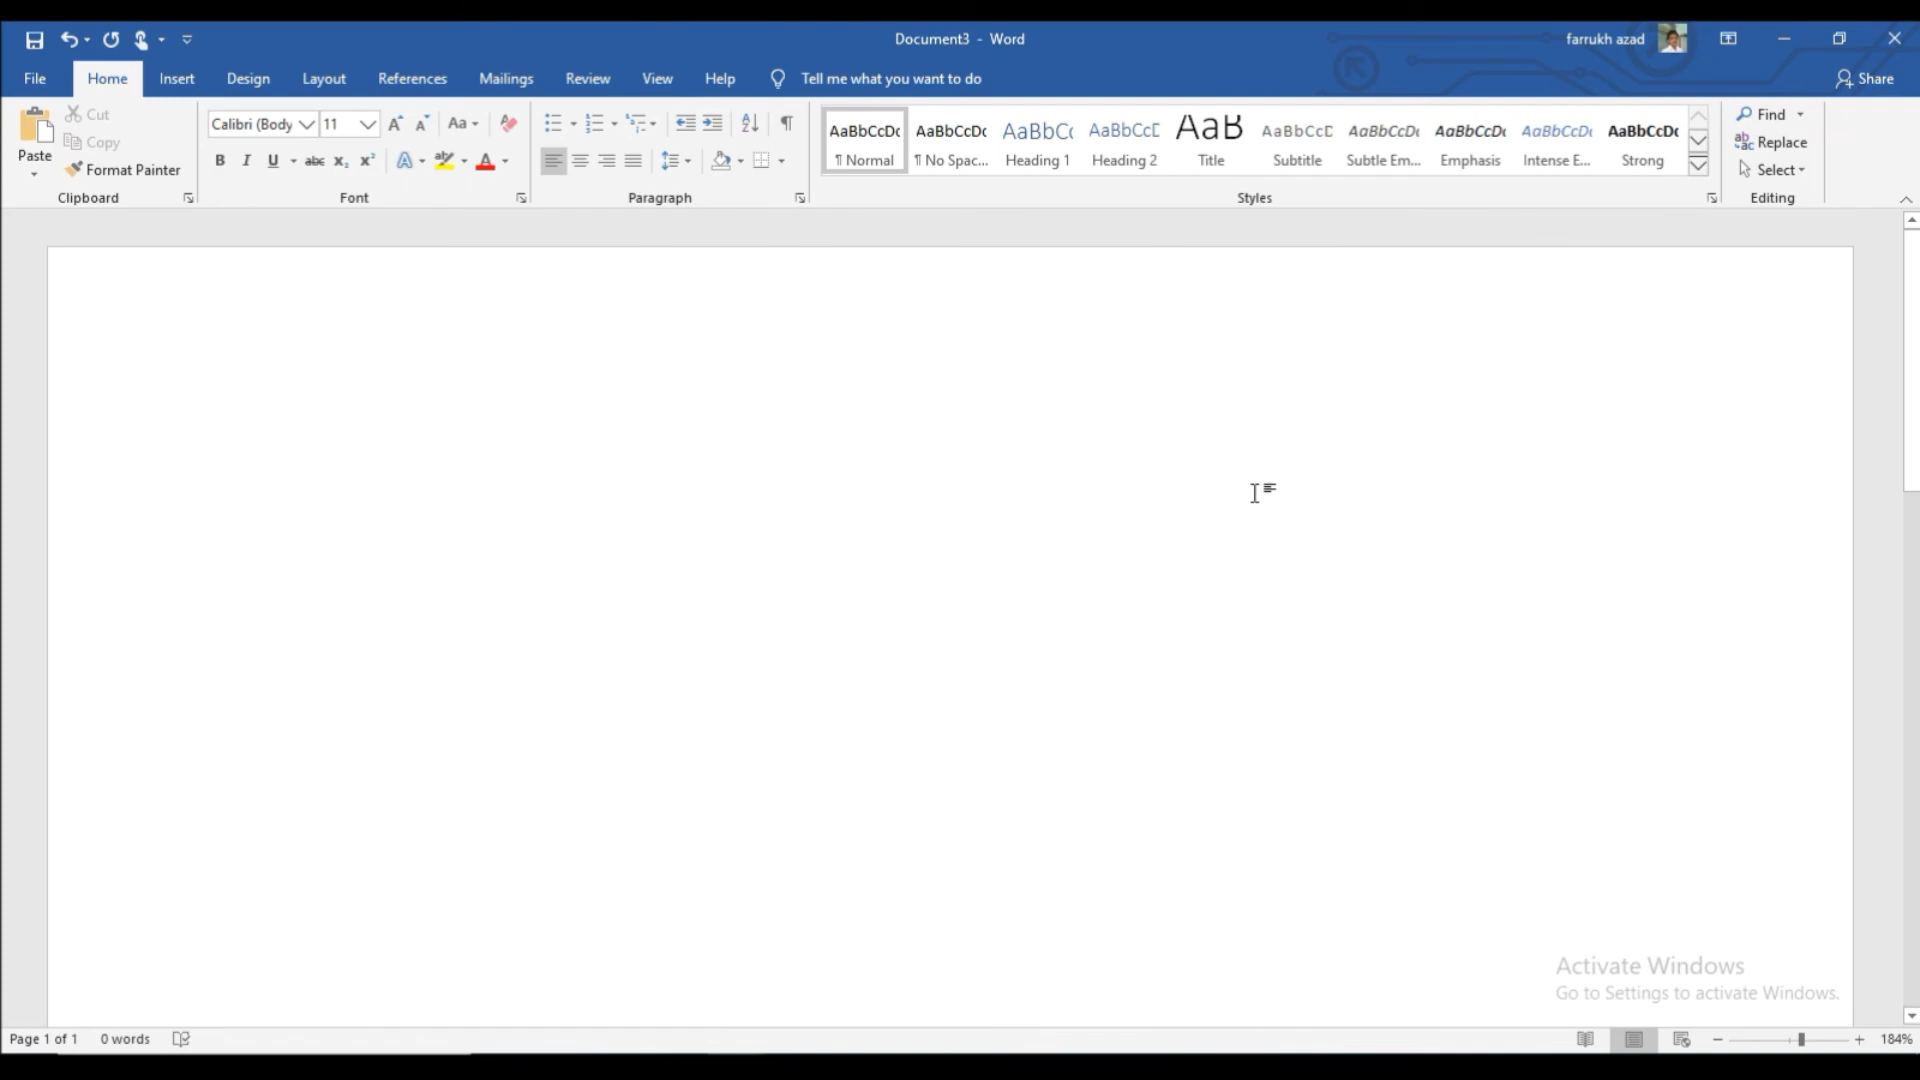 Document3 - Word
farrukh azad
File Home Insert Design Layout References Mailings Review View Help Tell me what you want to do
Share
Paste
Cut
Copy
Format Painter
Clipboard
Calibri (Body 11
Font
Paragraph
AaBbCcDc AaBbCcDc AaBbCc AaBbCcD AaB AaBbCcD AaBbCcDc AaBbCcDc AaBbCcDc AaBbCcDc
¶ Normal ¶ No Spac... Heading 1 Heading 2 Title Subtitle Subtle Em... Emphasis Intense E... Strong
Styles
Find
Replace
Select
Editing
Activate Windows
Go to Settings to activate Windows.
Page 1 of 1 0 words
184%